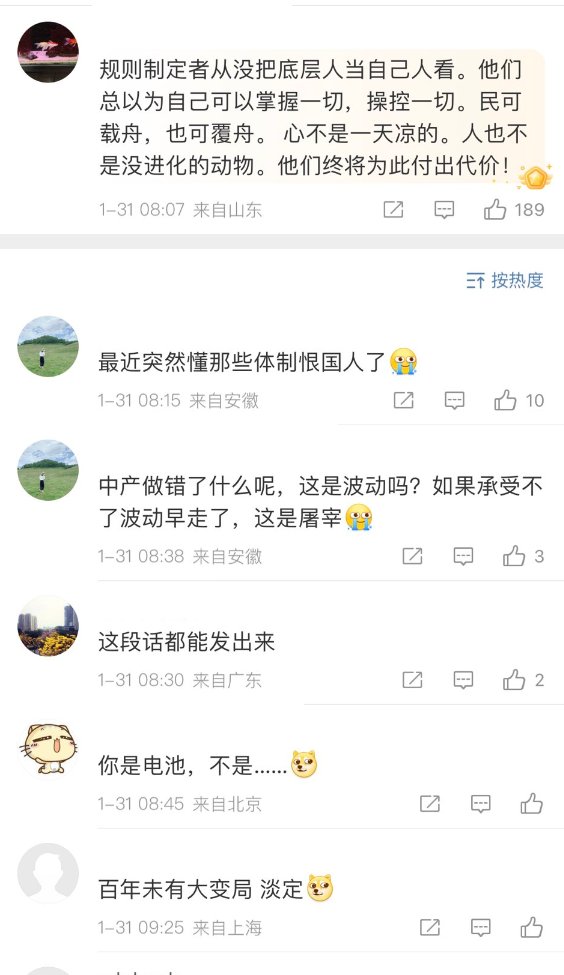 规则制定者从没把底层人当自己人看。他们
总以为自己可以掌握一切，操控一切。民可
载舟，也可覆舟。 心不是一天凉的。人也不
是没进化的动物。他们终将为此付出代价！
1-31 08:07 来自山东
189
按热度
最近突然懂那些体制恨国人了
1-31 08:15 来自安徽
10
中产做错了什么呢，这是波动吗？如果承受不
了波动早走了，这是屠宰
1-31 08:38 来自安徽
3
这段话都能发出来
1-31 08:30 来自广东
2
你是电池，不是......
1-31 08:45 来自北京
百年未有大变局 淡定
1-31 09:25 来自上海